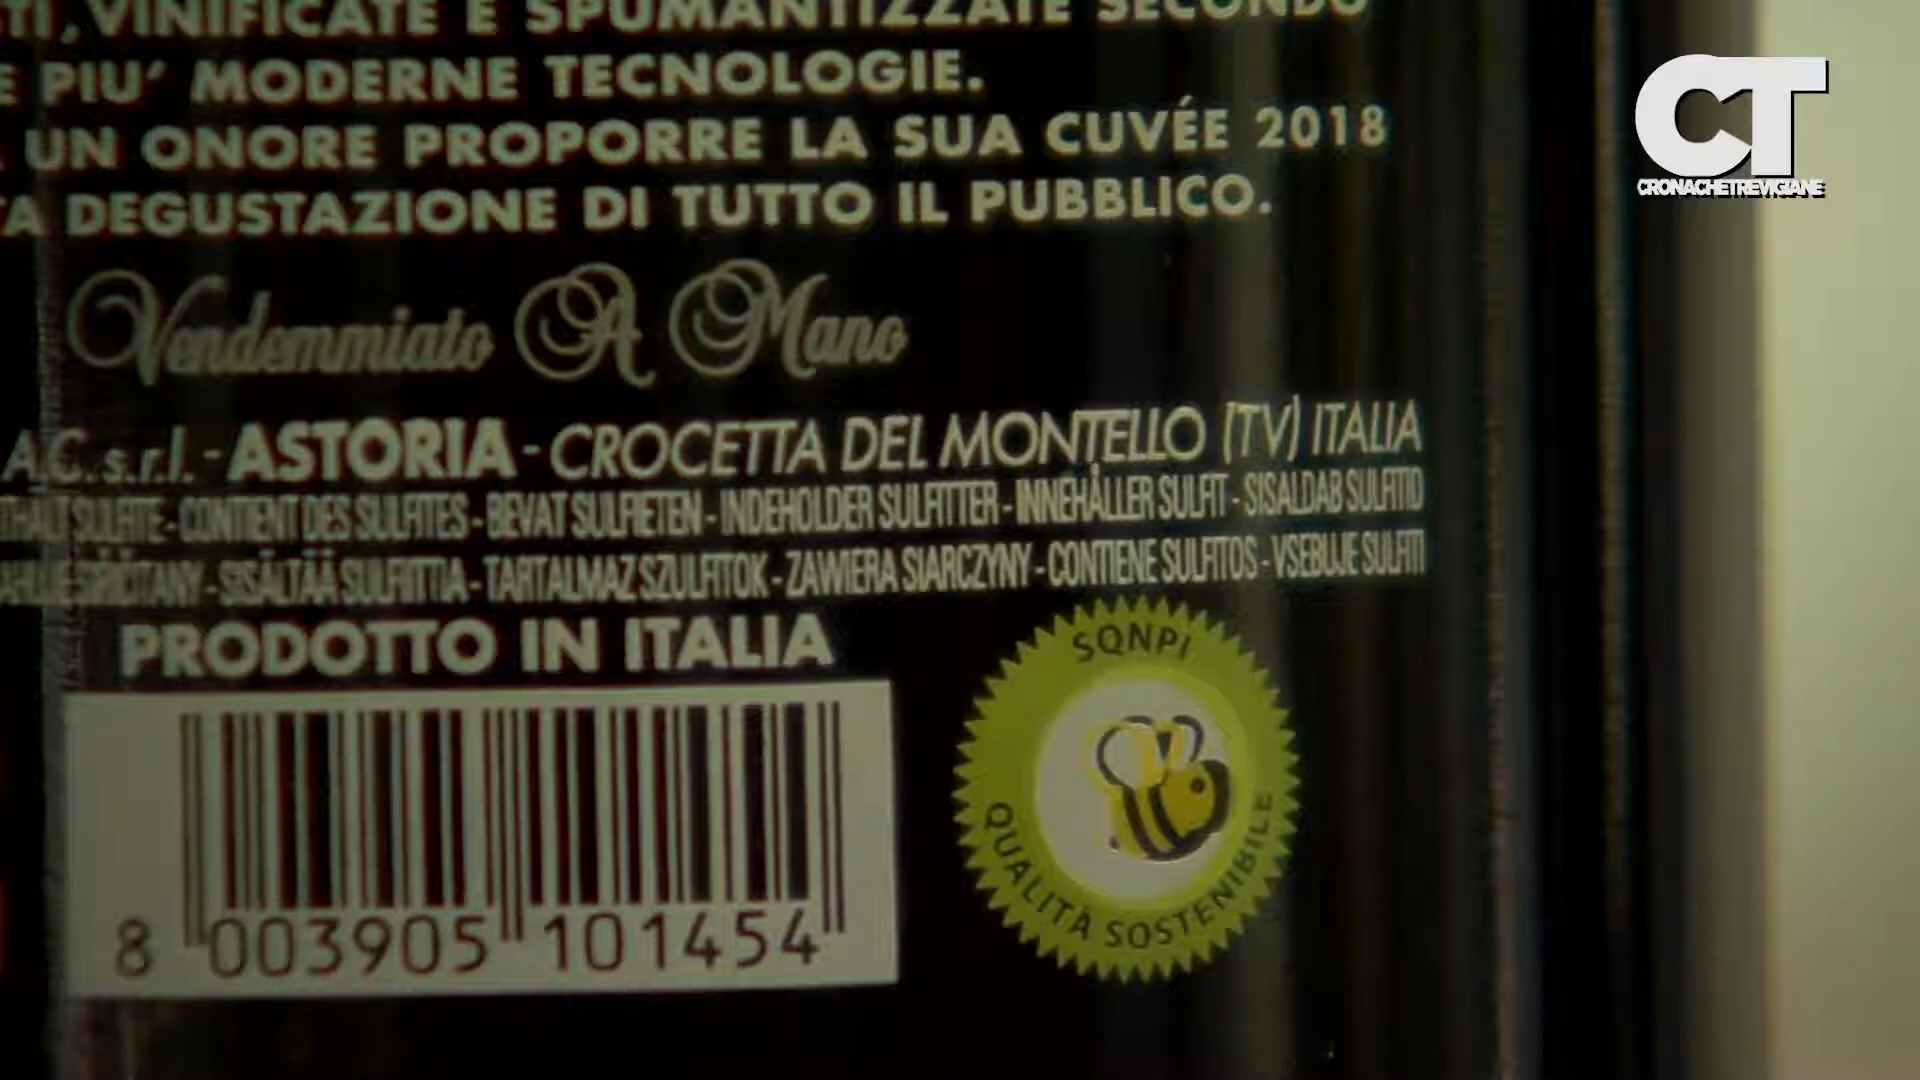 VINIFICATE E SPUMANTIZZATE SECONDO
E PIU' MODERNE TECNOLOGIE.
UN ONORE PROPORRE LA SUA CUVÉE 2018
DEGUSTAZIONE DI TUTTO IL PUBBLICO.
Vendemmiato A Mano
A.C. s.r.l. - ASTORIA - CROCETTA DEL MONTELLO (TV) ITALIA
SULFITE - CONTIENT DES SULFITES - BEVAT SULFIETEN - INDEHOLDER SULFITTER - INNEHÅLLER SULFIT - SISALDAB SULFITID
SISÄLTÄÄ SULFIITTIA - TARTALMAZ SZULFITOK - ZAWIERA SIARCZYNY - CONTIENE SULFITOS - VSEBUJE SULFITI
PRODOTTO IN ITALIA
8 003905 101454
SQNPI
QUALITÀ SOSTENIBILE
CT
CRONACHETREVIGIANE